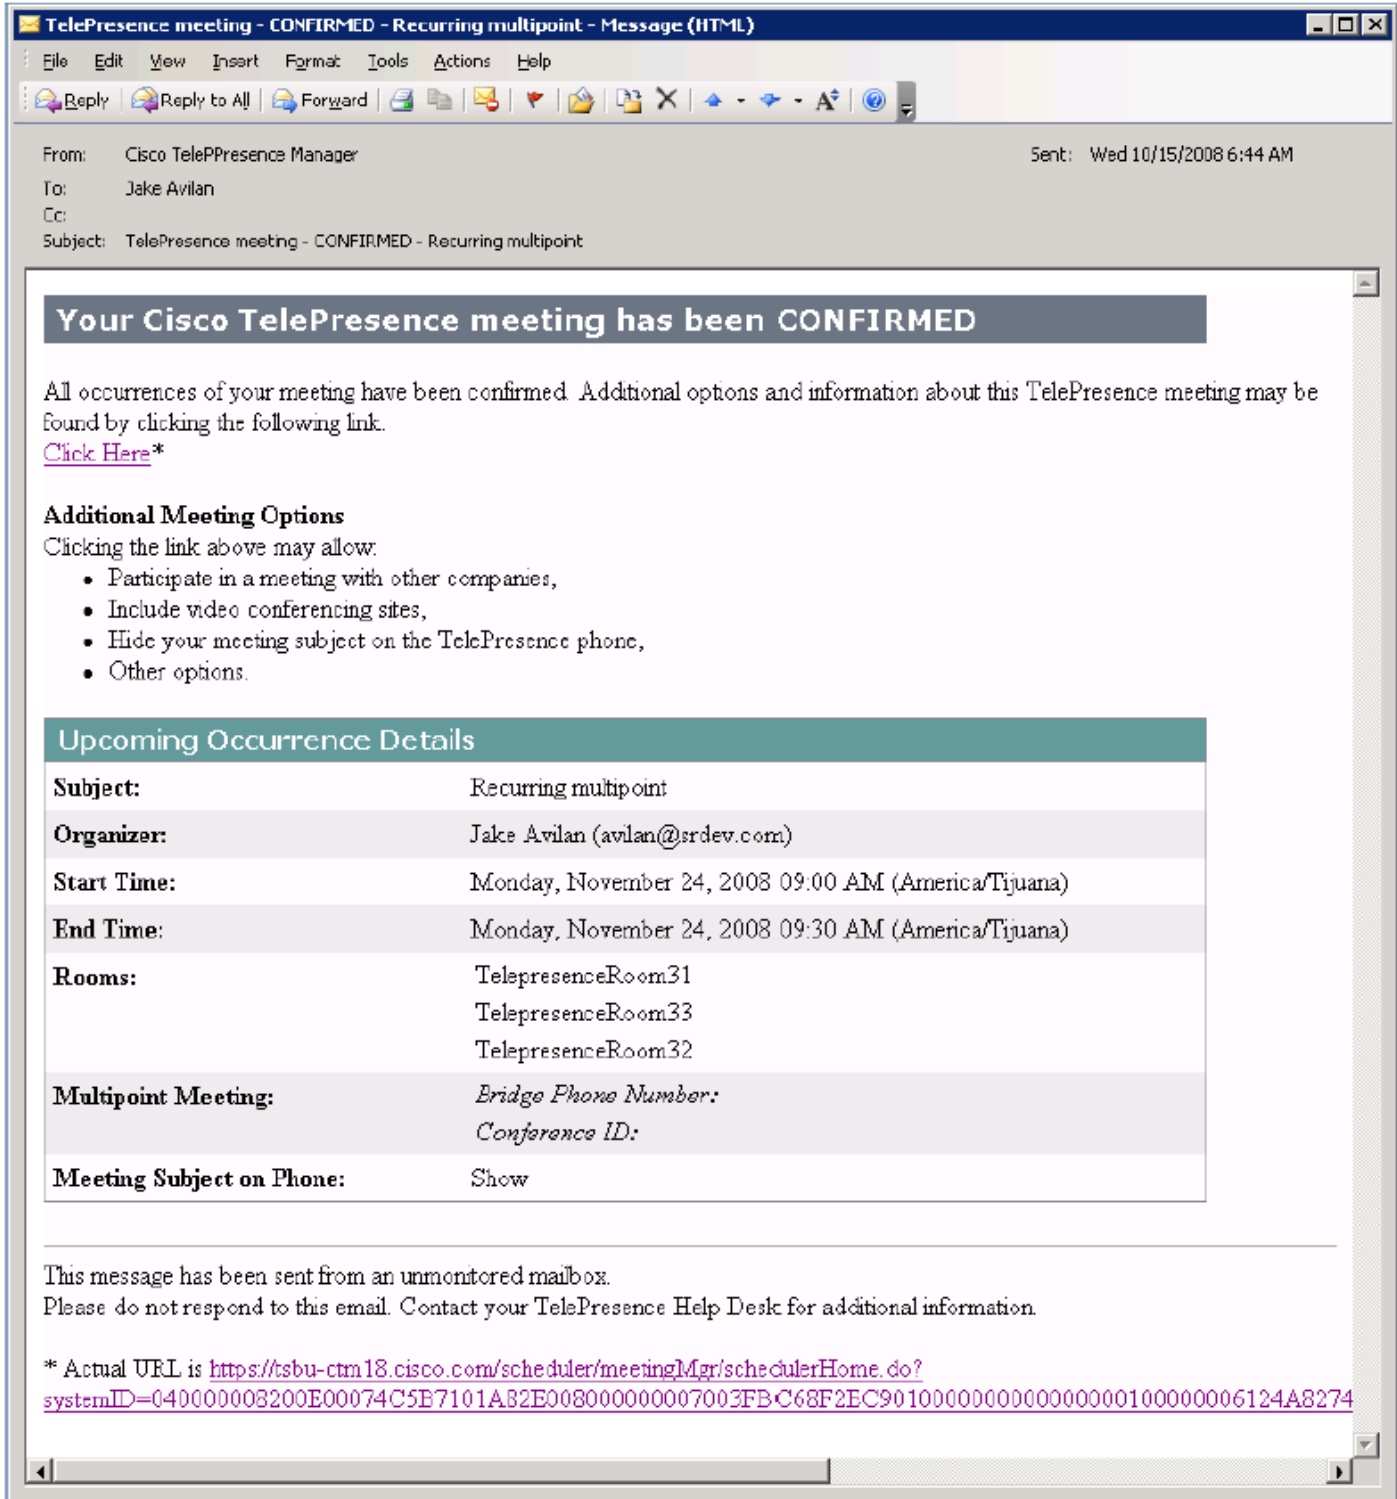 TelePresence meeting - CONFIRMED - Recurring multipoint - Message (HTML)
File Edit View Insert Format Tools Actions Help
Reply Reply to All Forward
From: Cisco TelePPresence Manager Sent: Wed 10/15/2008 6:44 AM
To: Jake Avilan
Cc:
Subject: TelePresence meeting - CONFIRMED - Recurring multipoint
Your Cisco TelePresence meeting has been CONFIRMED
All occurrences of your meeting have been confirmed. Additional options and information about this TelePresence meeting may be
found by clicking the following link.
Click Here*
Additional Meeting Options
Clicking the link above may allow:
• Participate in a meeting with other companies,
• Include video conferencing sites,
• Hide your meeting subject on the TelePresence phone,
• Other options.
Upcoming Occurrence Details
Subject: Recurring multipoint
Organizer: Jake Avilan (avilan@srdev.com)
Start Time: Monday, November 24, 2008 09:00 AM (America/Tijuana)
End Time: Monday, November 24, 2008 09:30 AM (America/Tijuana)
Rooms: TelepresenceRoom31
TelepresenceRoom33
TelepresenceRoom32
Multipoint Meeting: Bridge Phone Number:
Conference ID:
Meeting Subject on Phone: Show
This message has been sent from an unmonitored mailbox.
Please do not respond to this email. Contact your TelePresence Help Desk for additional information.
* Actual URL is https://tsbu-ctm18.cisco.com/scheduler/meetingMgr/schedulerHome.do?
systemID=040000008200E00074C5B7101A82E008000000007003FBC68F2EC9010000000000000000100000006124A8274